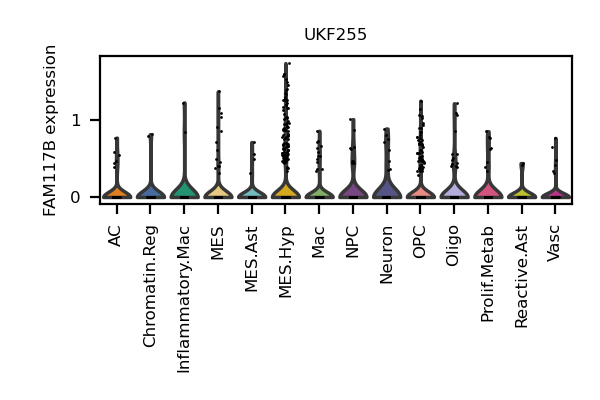 UKF255
FAM117B expression
1
0
AC
Chromatin.Reg
Inflammatory.Mac
MES
MES.Ast
MES.Hyp
Mac
NPC
Neuron
OPC
Oligo
Prolif.Metab
Reactive.Ast
Vasc